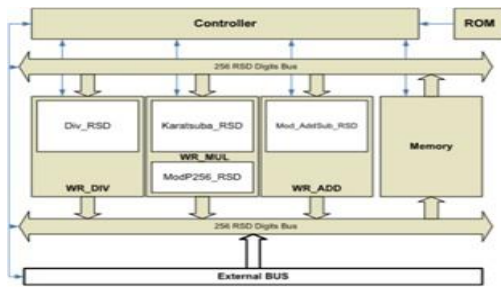 Controller
ROM
256 RSD Digits Bus
Div_RSD
Karatsuba_RSD
Mod_AddSub_RSD
WR_MUL
Memory
ModP256_RSD
WR_DIV
WR_ADD
256 RSD Digits Bus
External BUS